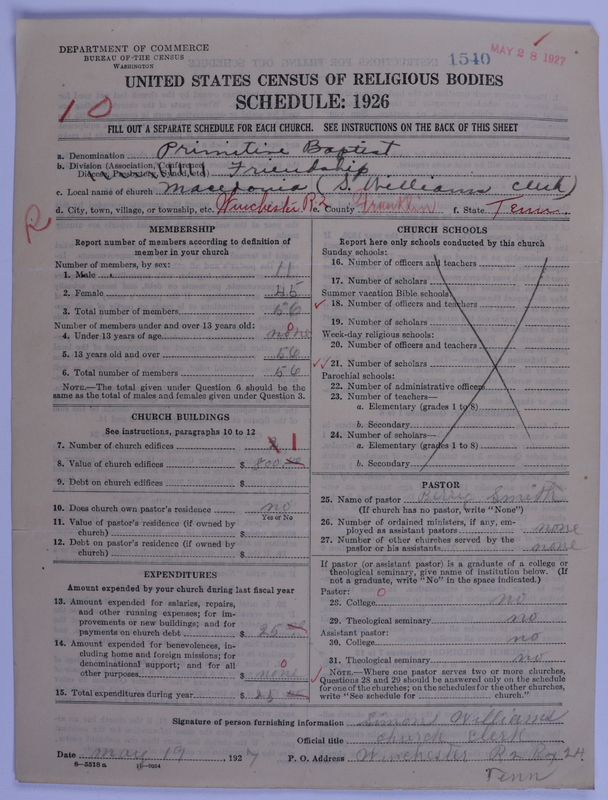 DEPARTMENT OF COMMERCE
BUREAU OF THE CENSUS
WASHINGTON
1540
MAY 28 1927
UNITED STATES CENSUS OF RELIGIOUS BODIES
SCHEDULE: 1926
10
FILL OUT A SEPARATE SCHEDULE FOR EACH CHURCH. SEE INSTRUCTIONS ON THE BACK OF THIS SHEET
a. Denomination Primitive Baptist
b. Division (Association, Conference, Diocese, Presbytery, Synod, etc.) Friendship
c. Local name of church Macedonia (S. Williams Clerk)
d. City, town, village, or township, etc. Winchester R2 e. County Franklin f. State Tenn.
R
MEMBERSHIP
Report number of members according to definition of
member in your church
Number of members, by sex:
1. Male 11
2. Female 45
3. Total number of members 56
Number of members under and over 13 years old:
4. Under 13 years of age none 0
5. 13 years old and over 56
6. Total number of members 56
NOTE.—The total given under Question 6 should be the
same as the total of males and females given under Question 3.
CHURCH BUILDINGS
See instructions, paragraphs 10 to 12
7. Number of church edifices 1
8. Value of church edifices $ 800.00
9. Debt on church edifices $
10. Does church own pastor's residence no
Yes or No
11. Value of pastor's residence (if owned by
church) $
12. Debt on pastor's residence (if owned by
church) $
EXPENDITURES
Amount expended by your church during last fiscal year
13. Amount expended for salaries, repairs,
and other running expenses; for im-
provements or new buildings; and for
payments on church debt $ 25
14. Amount expended for benevolences, in-
cluding home and foreign missions; for
denominational support; and for all
other purposes $ none 0
15. Total expenditures during year $ 25
CHURCH SCHOOLS
Report here only schools conducted by this church
Sunday schools:
16. Number of officers and teachers
17. Number of scholars
Summer vacation Bible schools:
18. Number of officers and teachers
19. Number of scholars
Week-day religious schools:
20. Number of officers and teachers
21. Number of scholars
Parochial schools:
22. Number of administrative officers
23. Number of teachers—
a. Elementary (grades 1 to 8)
b. Secondary
24. Number of scholars—
a. Elementary (grades 1 to 8)
b. Secondary
PASTOR
25. Name of pastor Smith
(If church has no pastor, write "None")
26. Number of ordained ministers, if any, em-
ployed as assistant pastors none
27. Number of other churches served by the
pastor or his assistants none
If pastor (or assistant pastor) is a graduate of a college or
theological seminary, give name of institution below. (If
not a graduate, write "No" in the space indicated.)
Pastor: 0
28. College no
29. Theological seminary no
Assistant pastor:
30. College no
31. Theological seminary no
NOTE.—Where one pastor serves two or more churches,
Questions 28 and 29 should be answered only on the schedule
for one of the churches; on the schedules for the other churches,
write "See schedule for church."
Signature of person furnishing information Simon Williams
Official title Church Clerk
Date May 19, 1927
P. O. Address Winchester R2 Box 24
Tenn
8-5518a